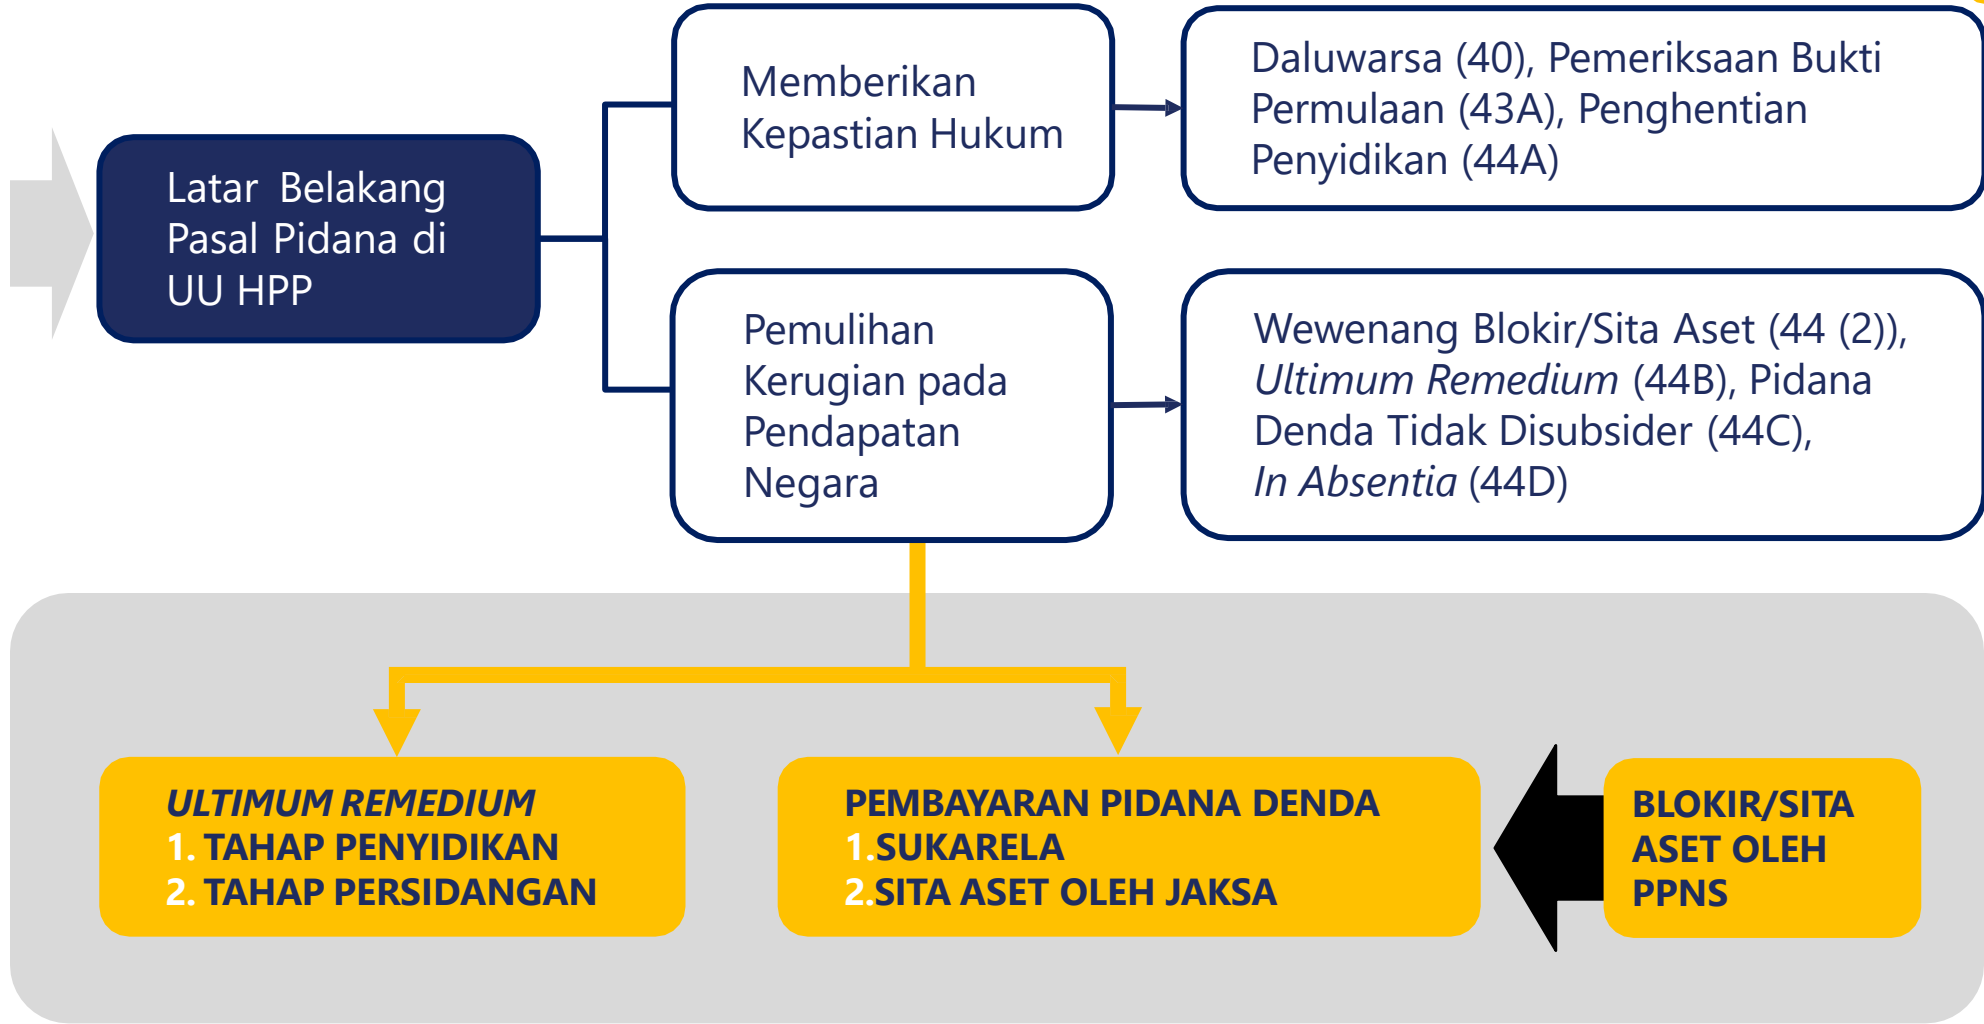 Latar Belakang
Pasal Pidana di
UU HPP
Memberikan
Kepastian Hukum
Daluwarsa (40), Pemeriksaan Bukti
Permulaan (43A), Penghentian
Penyidikan (44A)
Pemulihan
Kerugian pada
Pendapatan
Negara
Wewenang Blokir/Sita Aset (44 (2)),
Ultimum Remedium (44B), Pidana
Denda Tidak Disubsider (44C),
In Absentia (44D)
ULTIMUM REMEDIUM
1. TAHAP PENYIDIKAN
2. TAHAP PERSIDANGAN
PEMBAYARAN PIDANA DENDA
1.SUKARELA
2.SITA ASET OLEH JAKSA
BLOKIR/SITA
ASET OLEH
PPNS